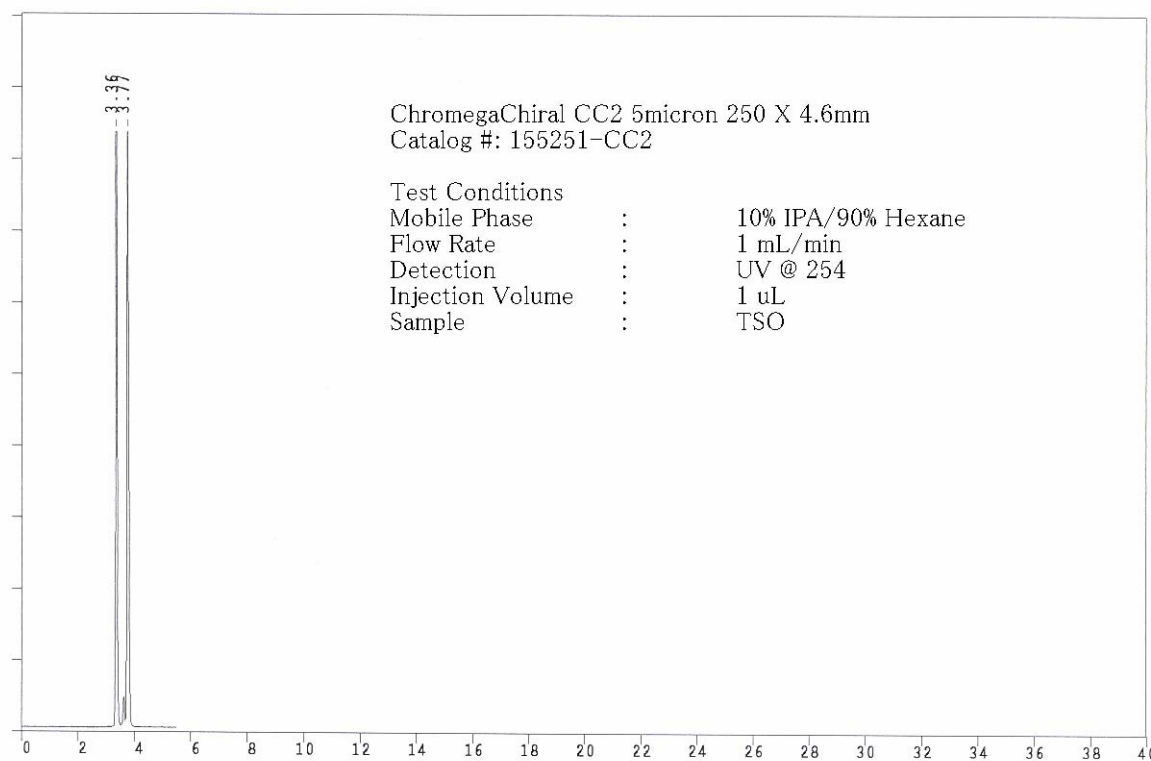 3.36
3.77
ChromegaChiral CC2 5micron 250 X 4.6mm
Catalog #: 155251-CC2
Test Conditions
Mobile Phase : 10% IPA/90% Hexane
Flow Rate : 1 mL/min
Detection : UV @ 254
Injection Volume : 1 uL
Sample : TSO
0 2 4 6 8 10 12 14 16 18 20 22 24 26 28 30 32 34 36 38 40